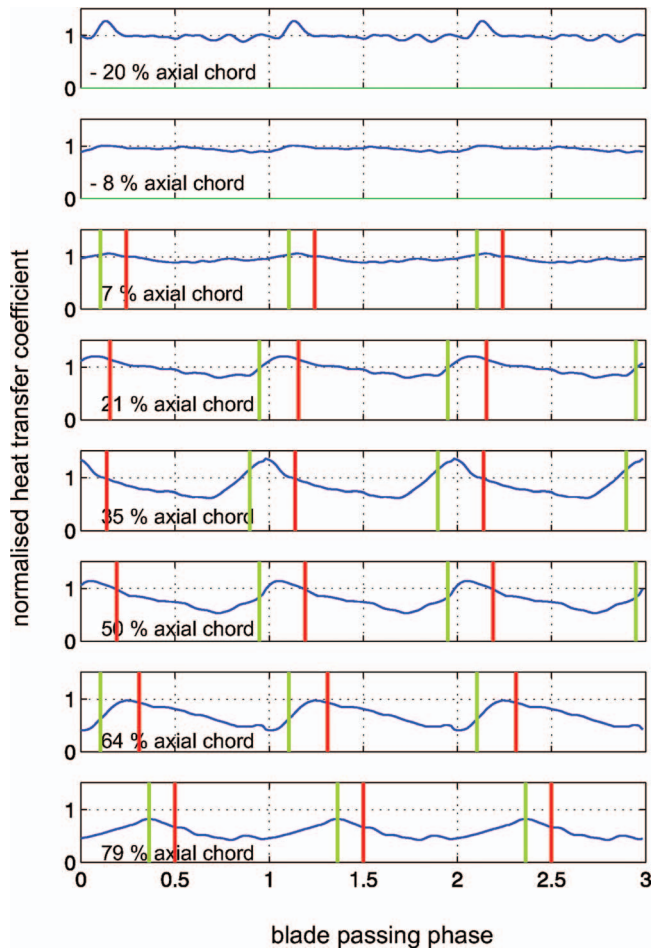 1
- 20 % axial chord
0
1
- 8 % axial chord
0
1
7 % axial chord
0
1
21 % axial chord
0
1
35 % axial chord
0
1
50 % axial chord
0
1
64 % axial chord
0
1
79 % axial chord
0
0 0.5 1 1.5 2 2.5 3
blade passing phase
normalised heat transfer coefficient